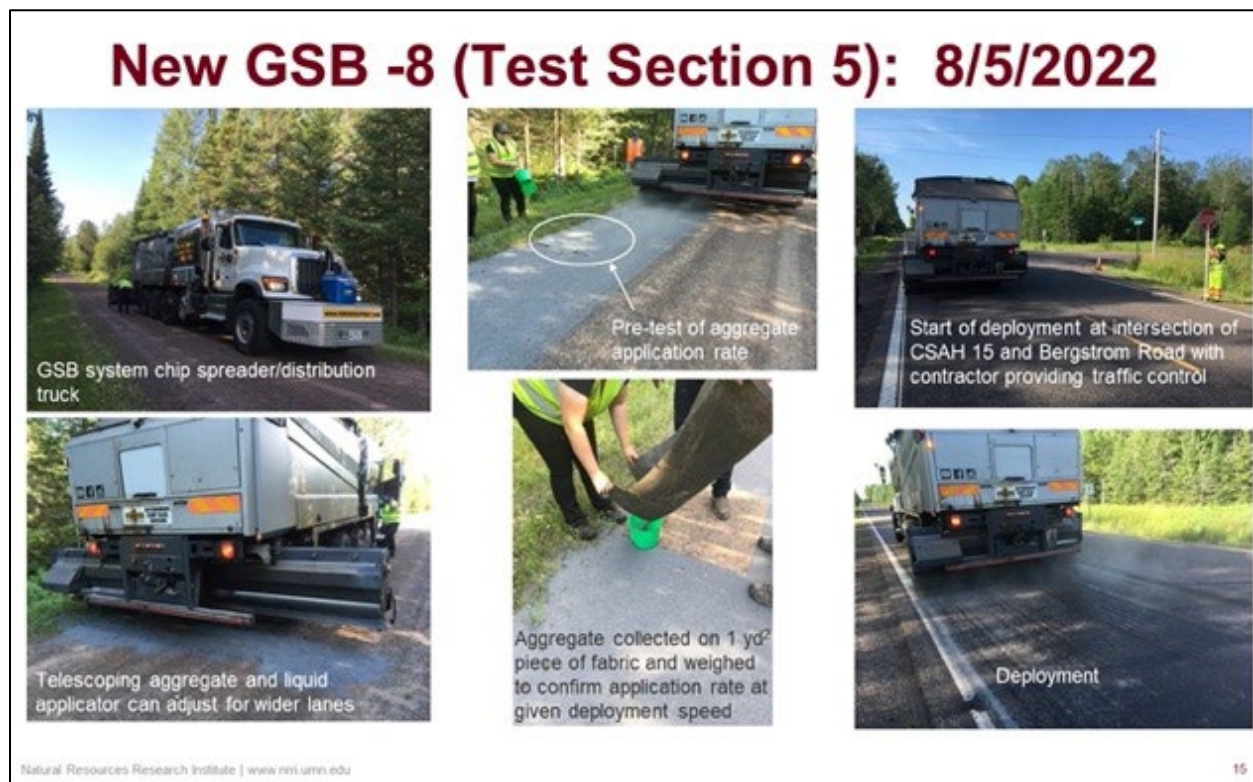 New GSB -8 (Test Section 5): 8/5/2022
GSB system chip spreader/distribution
truck
Pre-test of aggregate
application rate
Start of deployment at intersection of
CSAH 15 and Bergstrom Road with
contractor providing traffic control
Telescoping aggregate and liquid
applicator can adjust for wider lanes
Aggregate collected on 1 yd²
piece of fabric and weighed
to confirm application rate at
given deployment speed
Deployment
Natural Resources Research Institute | www.nrri.umn.edu
15